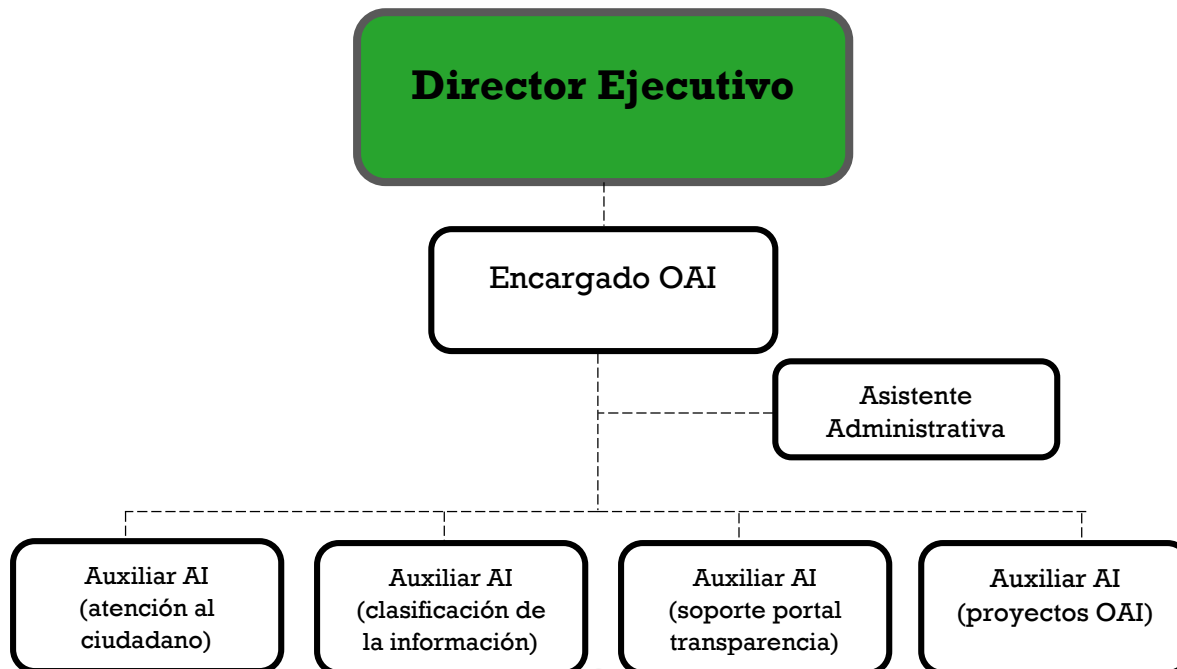 Director Ejecutivo
Encargado OAI
Asistente
Administrativa
Auxiliar AI
(atención al
ciudadano)
Auxiliar AI
(clasificación de
la información)
Auxiliar AI
(soporte portal
transparencia)
Auxiliar AI
(proyectos OAI)